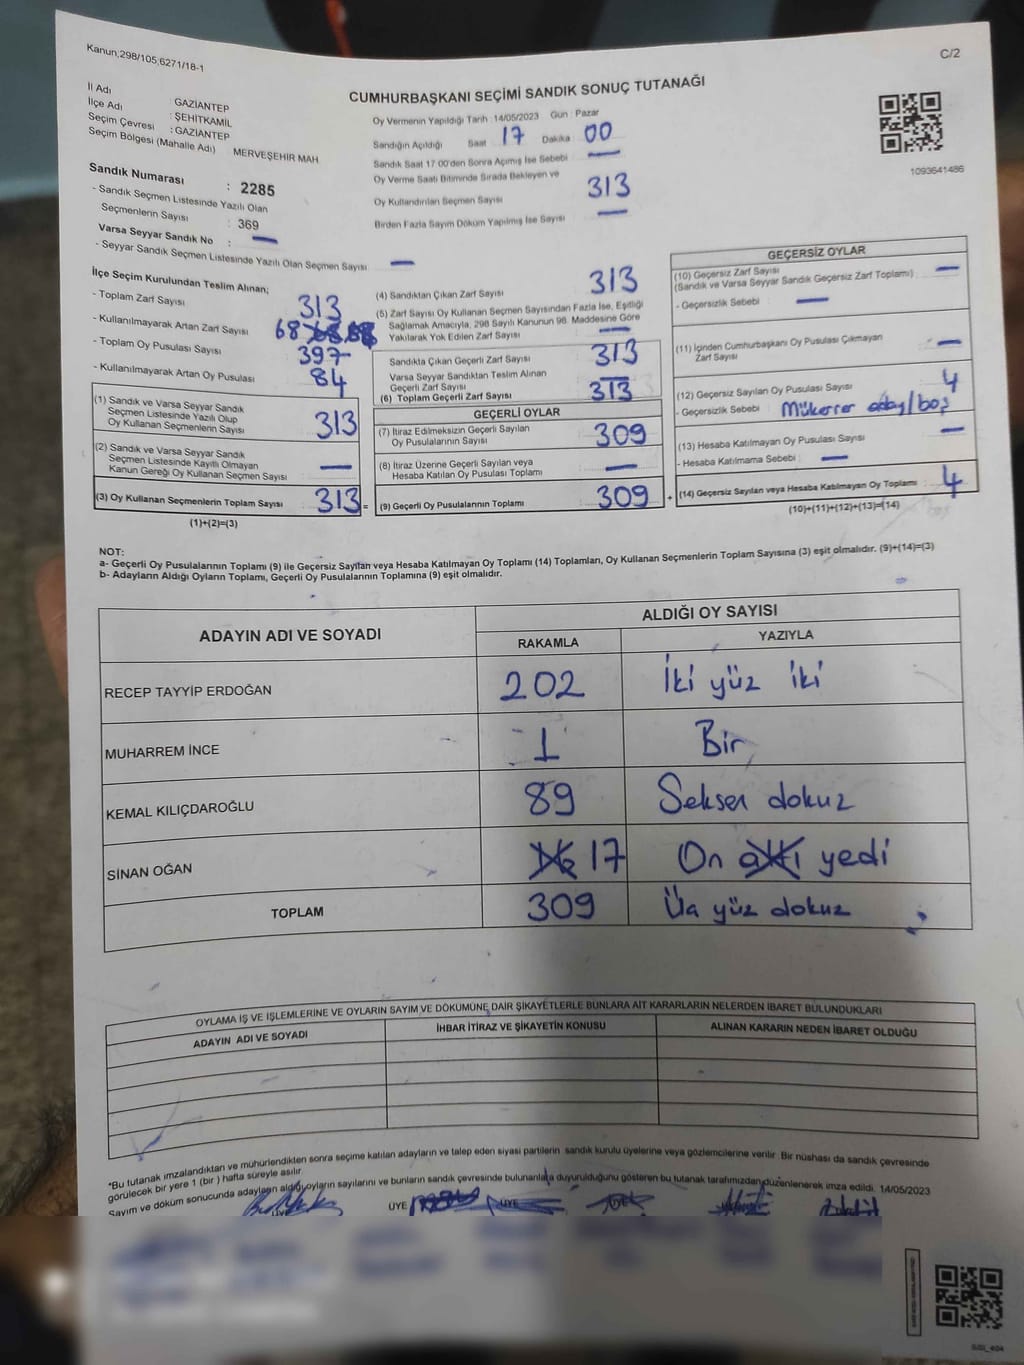 Kanun;298/105,6271/18-1
C/2
CUMHURBAŞKANI SEÇİMİ SANDIK SONUÇ TUTANAĞI
İl Adı : GAZİANTEP
İlçe Adı : ŞEHİTKAMİL
Seçim Çevresi : GAZİANTEP
Seçim Bölgesi (Mahalle Adı) MERVEŞEHİR MAH
Sandık Numarası : 2285
- Sandık Seçmen Listesinde Yazılı Olan
Seçmenlerin Sayısı : 369
Varsa Seyyar Sandık No : —
- Seyyar Sandık Seçmen Listesinde Yazılı Olan Seçmen Sayısı —
Oy Vermenin Yapıldığı Tarih : 14/05/2023 Gün : Pazar
Sandığın Açıldığı Saat 17 Dakika 00
Sandık Saat 17.00'den Sonra Açımış İse Sebebi —
Oy Verme Saati Bitiminde Sırada Bekleyen ve
Oy Kullandırılan Seçmen Sayısı 313
Birden Fazla Sayım Döküm Yapılmış İse Sayısı —
1093641486
İlçe Seçim Kurulundan Teslim Alınan;
- Toplam Zarf Sayısı 313
- Kullanılmayarak Artan Zarf Sayısı 68
- Toplam Oy Pusulası Sayısı 397
- Kullanılmayarak Artan Oy Pusulası 84
(1) Sandık ve Varsa Seyyar Sandık
Seçmen Listesinde Yazılı Olup
Oy Kullanan Seçmenlerin Sayısı 313
(2) Sandık ve Varsa Seyyar Sandık
Seçmen Listesinde Kayıtlı Olmayan
Kanun Gereği Oy Kullanan Seçmen Sayısı —
(3) Oy Kullanan Seçmenlerin Toplam Sayısı 313 =
(1)+(2)=(3)
(4) Sandıktan Çıkan Zarf Sayısı 313
(5) Zarf Sayısı Oy Kullanan Seçmen Sayısından Fazla İse, Eşitliği
Sağlamak Amacıyla, 298 Sayılı Kanunun 98. Maddesine Göre
Yakılarak Yok Edilen Zarf Sayısı —
Sandıkta Çıkan Geçerli Zarf Sayısı 313
Varsa Seyyar Sandıktan Teslim Alınan
Geçerli Zarf Sayısı —
(6) Toplam Geçerli Zarf Sayısı 313
GEÇERLİ OYLAR
(7) İtiraz Edilmeksizin Geçerli Sayılan
Oy Pusulalarının Sayısı 309
(8) İtiraz Üzerine Geçerli Sayılan veya
Hesaba Katılan Oy Pusulası Toplamı —
(9) Geçerli Oy Pusulalarının Toplamı 309 +
GEÇERSİZ OYLAR
(10) Geçersiz Zarf Sayısı —
(Sandık ve Varsa Seyyar Sandık Geçersiz Zarf Toplamı)
- Geçersizlik Sebebi —
(11) İçinden Cumhurbaşkanı Oy Pusulası Çıkmayan
Zarf Sayısı —
(12) Geçersiz Sayılan Oy Pusulası Sayısı 4
- Geçersizlik Sebebi : Mükerrer aday/boş
(13) Hesaba Katılmayan Oy Pusulası Sayısı —
- Hesaba Katılmama Sebebi : —
(14) Geçersiz Sayılan veya Hesaba Katılmayan Oy Toplamı 4
(10)+(11)+(12)+(13)=(14)
NOT:
a- Geçerli Oy Pusulalarının Toplamı (9) ile Geçersiz Sayılan veya Hesaba Katılmayan Oy Toplamı (14) Toplamları, Oy Kullanan Seçmenlerin Toplam Sayısına (3) eşit olmalıdır. (9)+(14)=(3)
b- Adayların Aldığı Oyların Toplamı, Geçerli Oy Pusulalarının Toplamına (9) eşit olmalıdır.
ADAYIN ADI VE SOYADI
ALDIĞI OY SAYISI
RAKAMLA YAZIYLA
RECEP TAYYİP ERDOĞAN 202 İki yüz iki
MUHARREM İNCE 1 Bir
KEMAL KILIÇDAROĞLU 89 Seksen dokuz
SİNAN OĞAN 16 17 On altı yedi
TOPLAM 309 Üç yüz dokuz
OYLAMA İŞ VE İŞLEMLERİNE VE OYLARIN SAYIM VE DÖKÜMÜNE DAİR ŞİKAYETLERLE BUNLARA AİT KARARLARIN NELERDEN İBARET BULUNDUKLARI
ADAYIN ADI VE SOYADI İHBAR İTİRAZ VE ŞİKAYETİN KONUSU ALINAN KARARIN NEDEN İBARET OLDUĞU
*Bu tutanak imzalandıktan ve mühürlendikten sonra seçime katılan adayların ve talep eden siyasi partilerin sandık kurulu üyelerine veya gözlemcilerine verilir. Bir nüshası da sandık çevresinde
görülecek bir yere 1 (bir ) hafta süreyle asılır.
Sayım ve döküm sonucunda adayların aldığı oyların sayılarını ve bunların sandık çevresinde bulunanlara duyurulduğunu gösteren bu tutanak tarafımızdan düzenlenerek imza edildi. 14/05/2023
ÜYE ÜYE ÜYE